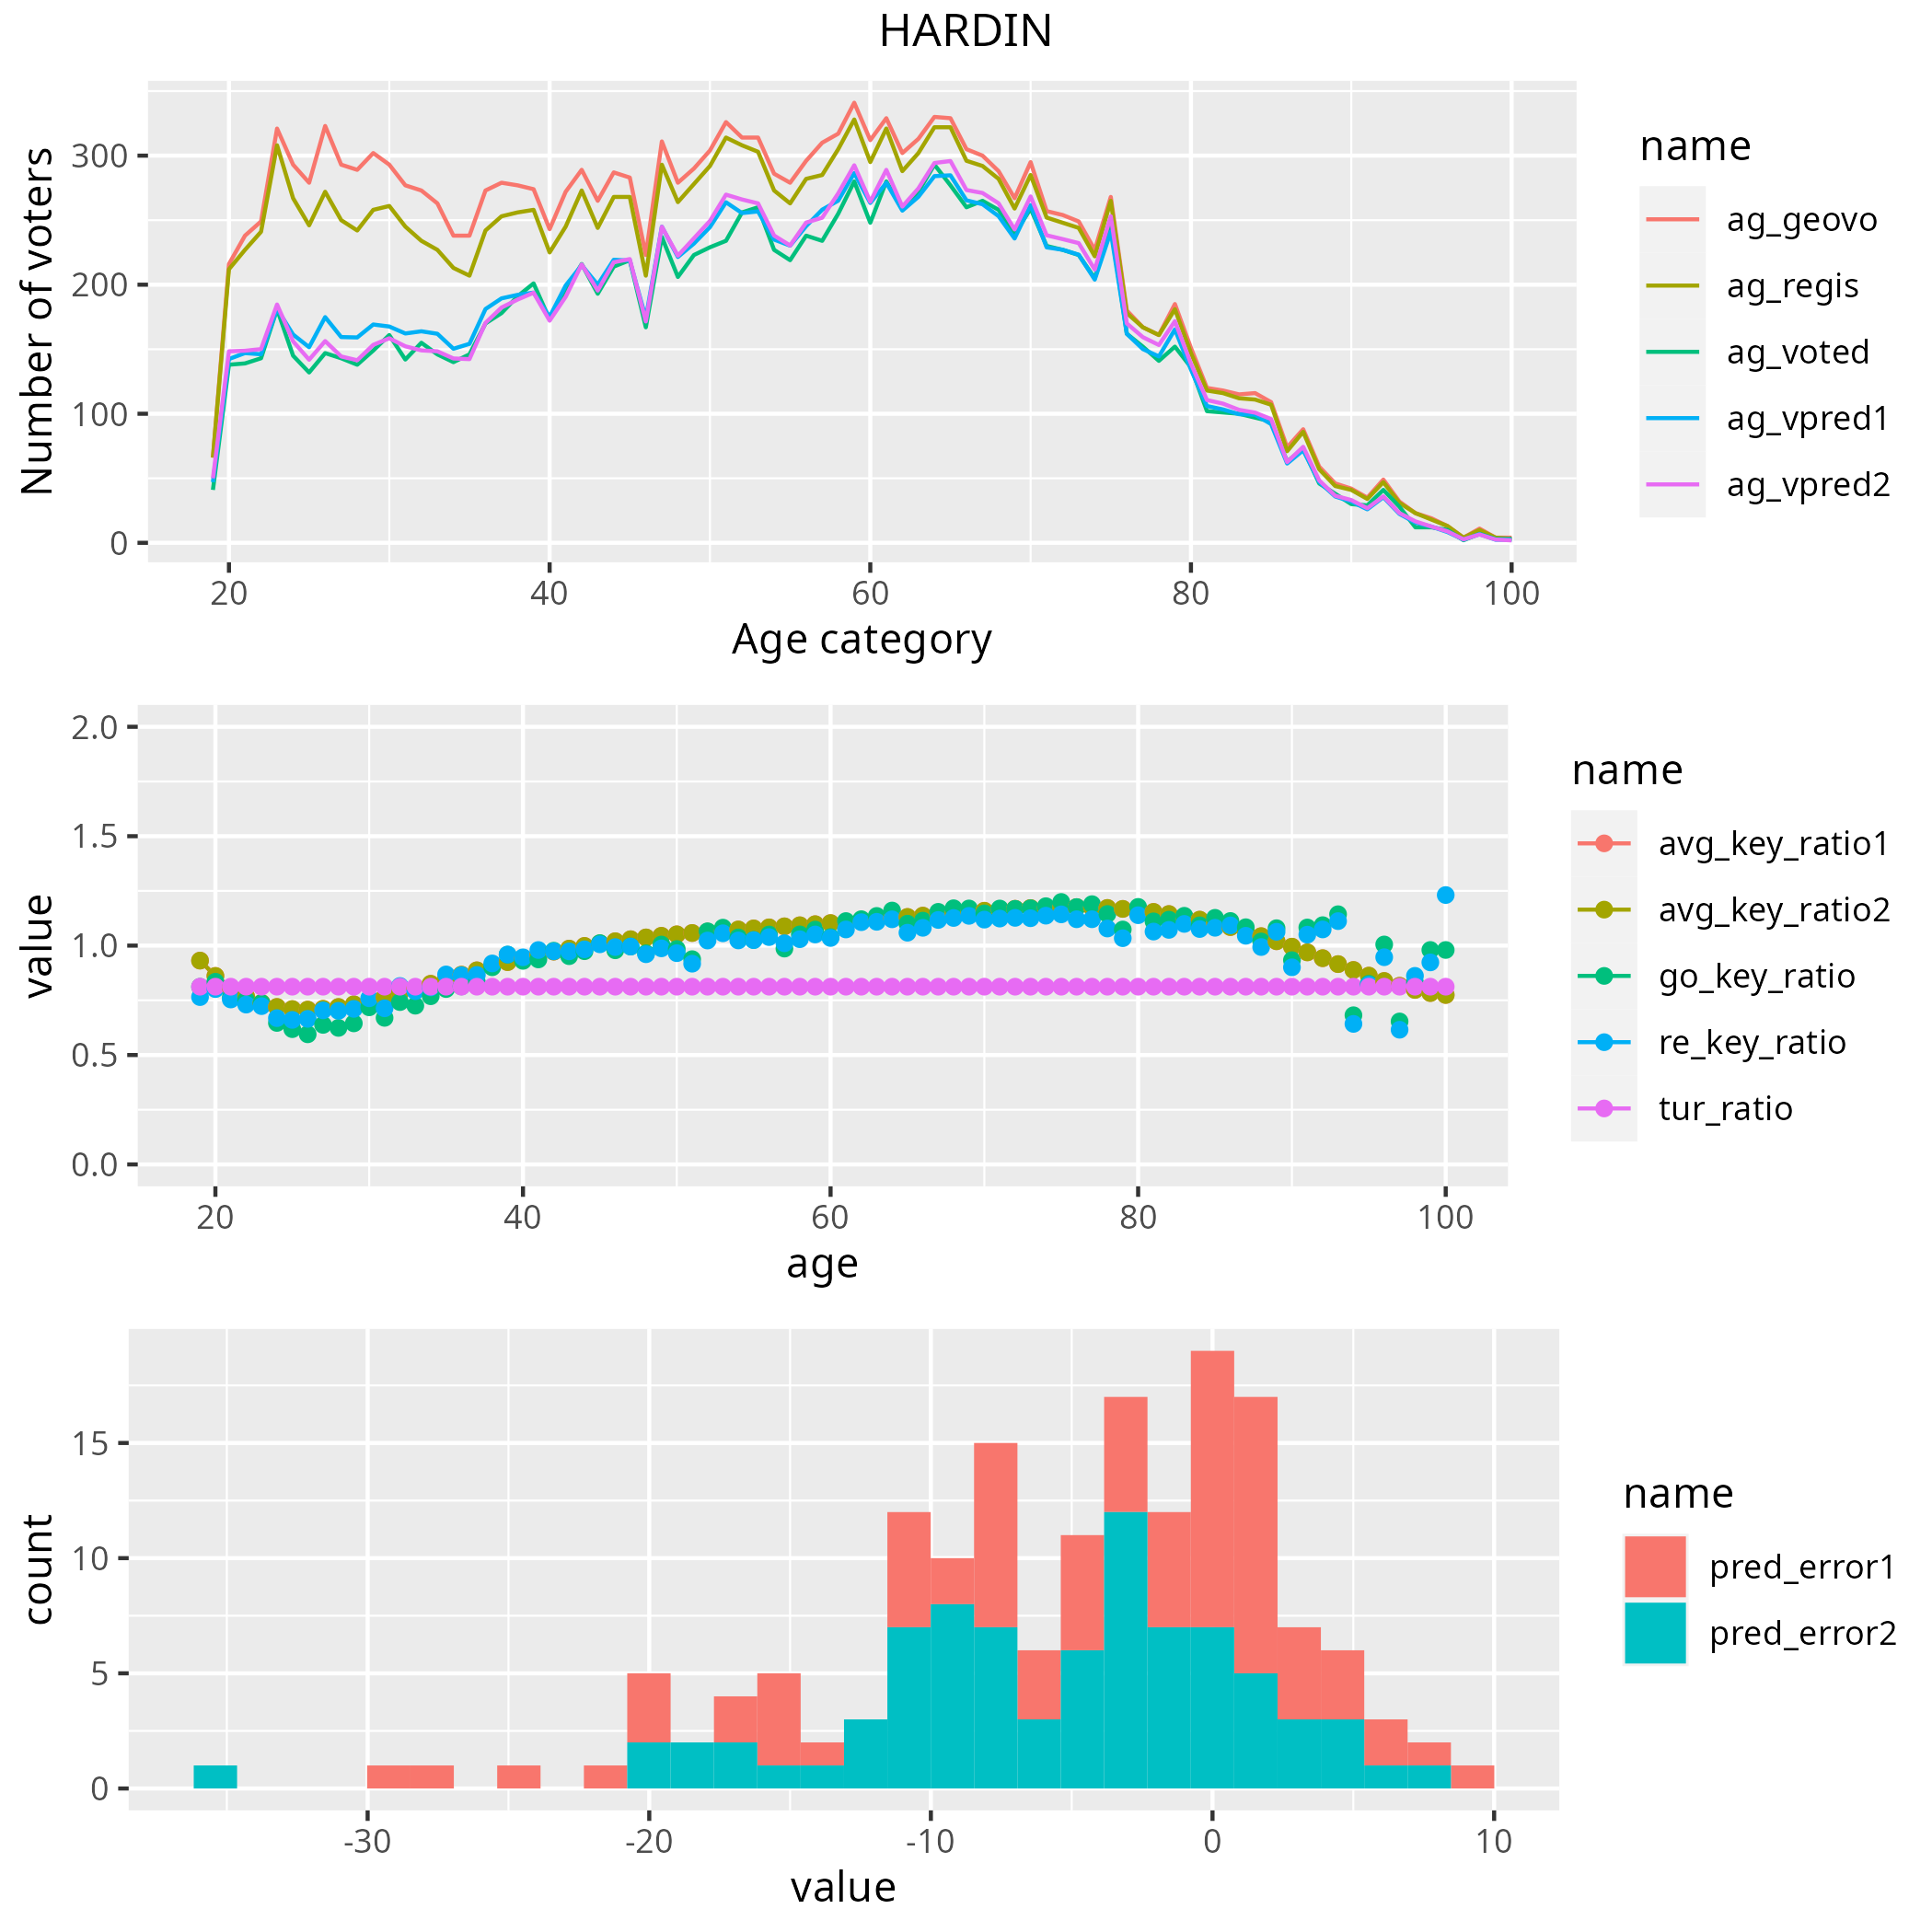 HARDIN
Number of voters
300
200
100
0
20 40 60 80 100
Age category
name
ag_geovo
ag_regis
ag_voted
ag_vpred1
ag_vpred2
value
2.0
1.5
1.0
0.5
0.0
20 40 60 80 100
age
name
avg_key_ratio1
avg_key_ratio2
go_key_ratio
re_key_ratio
tur_ratio
count
15
10
5
0
-30 -20 -10 0 10
value
name
pred_error1
pred_error2